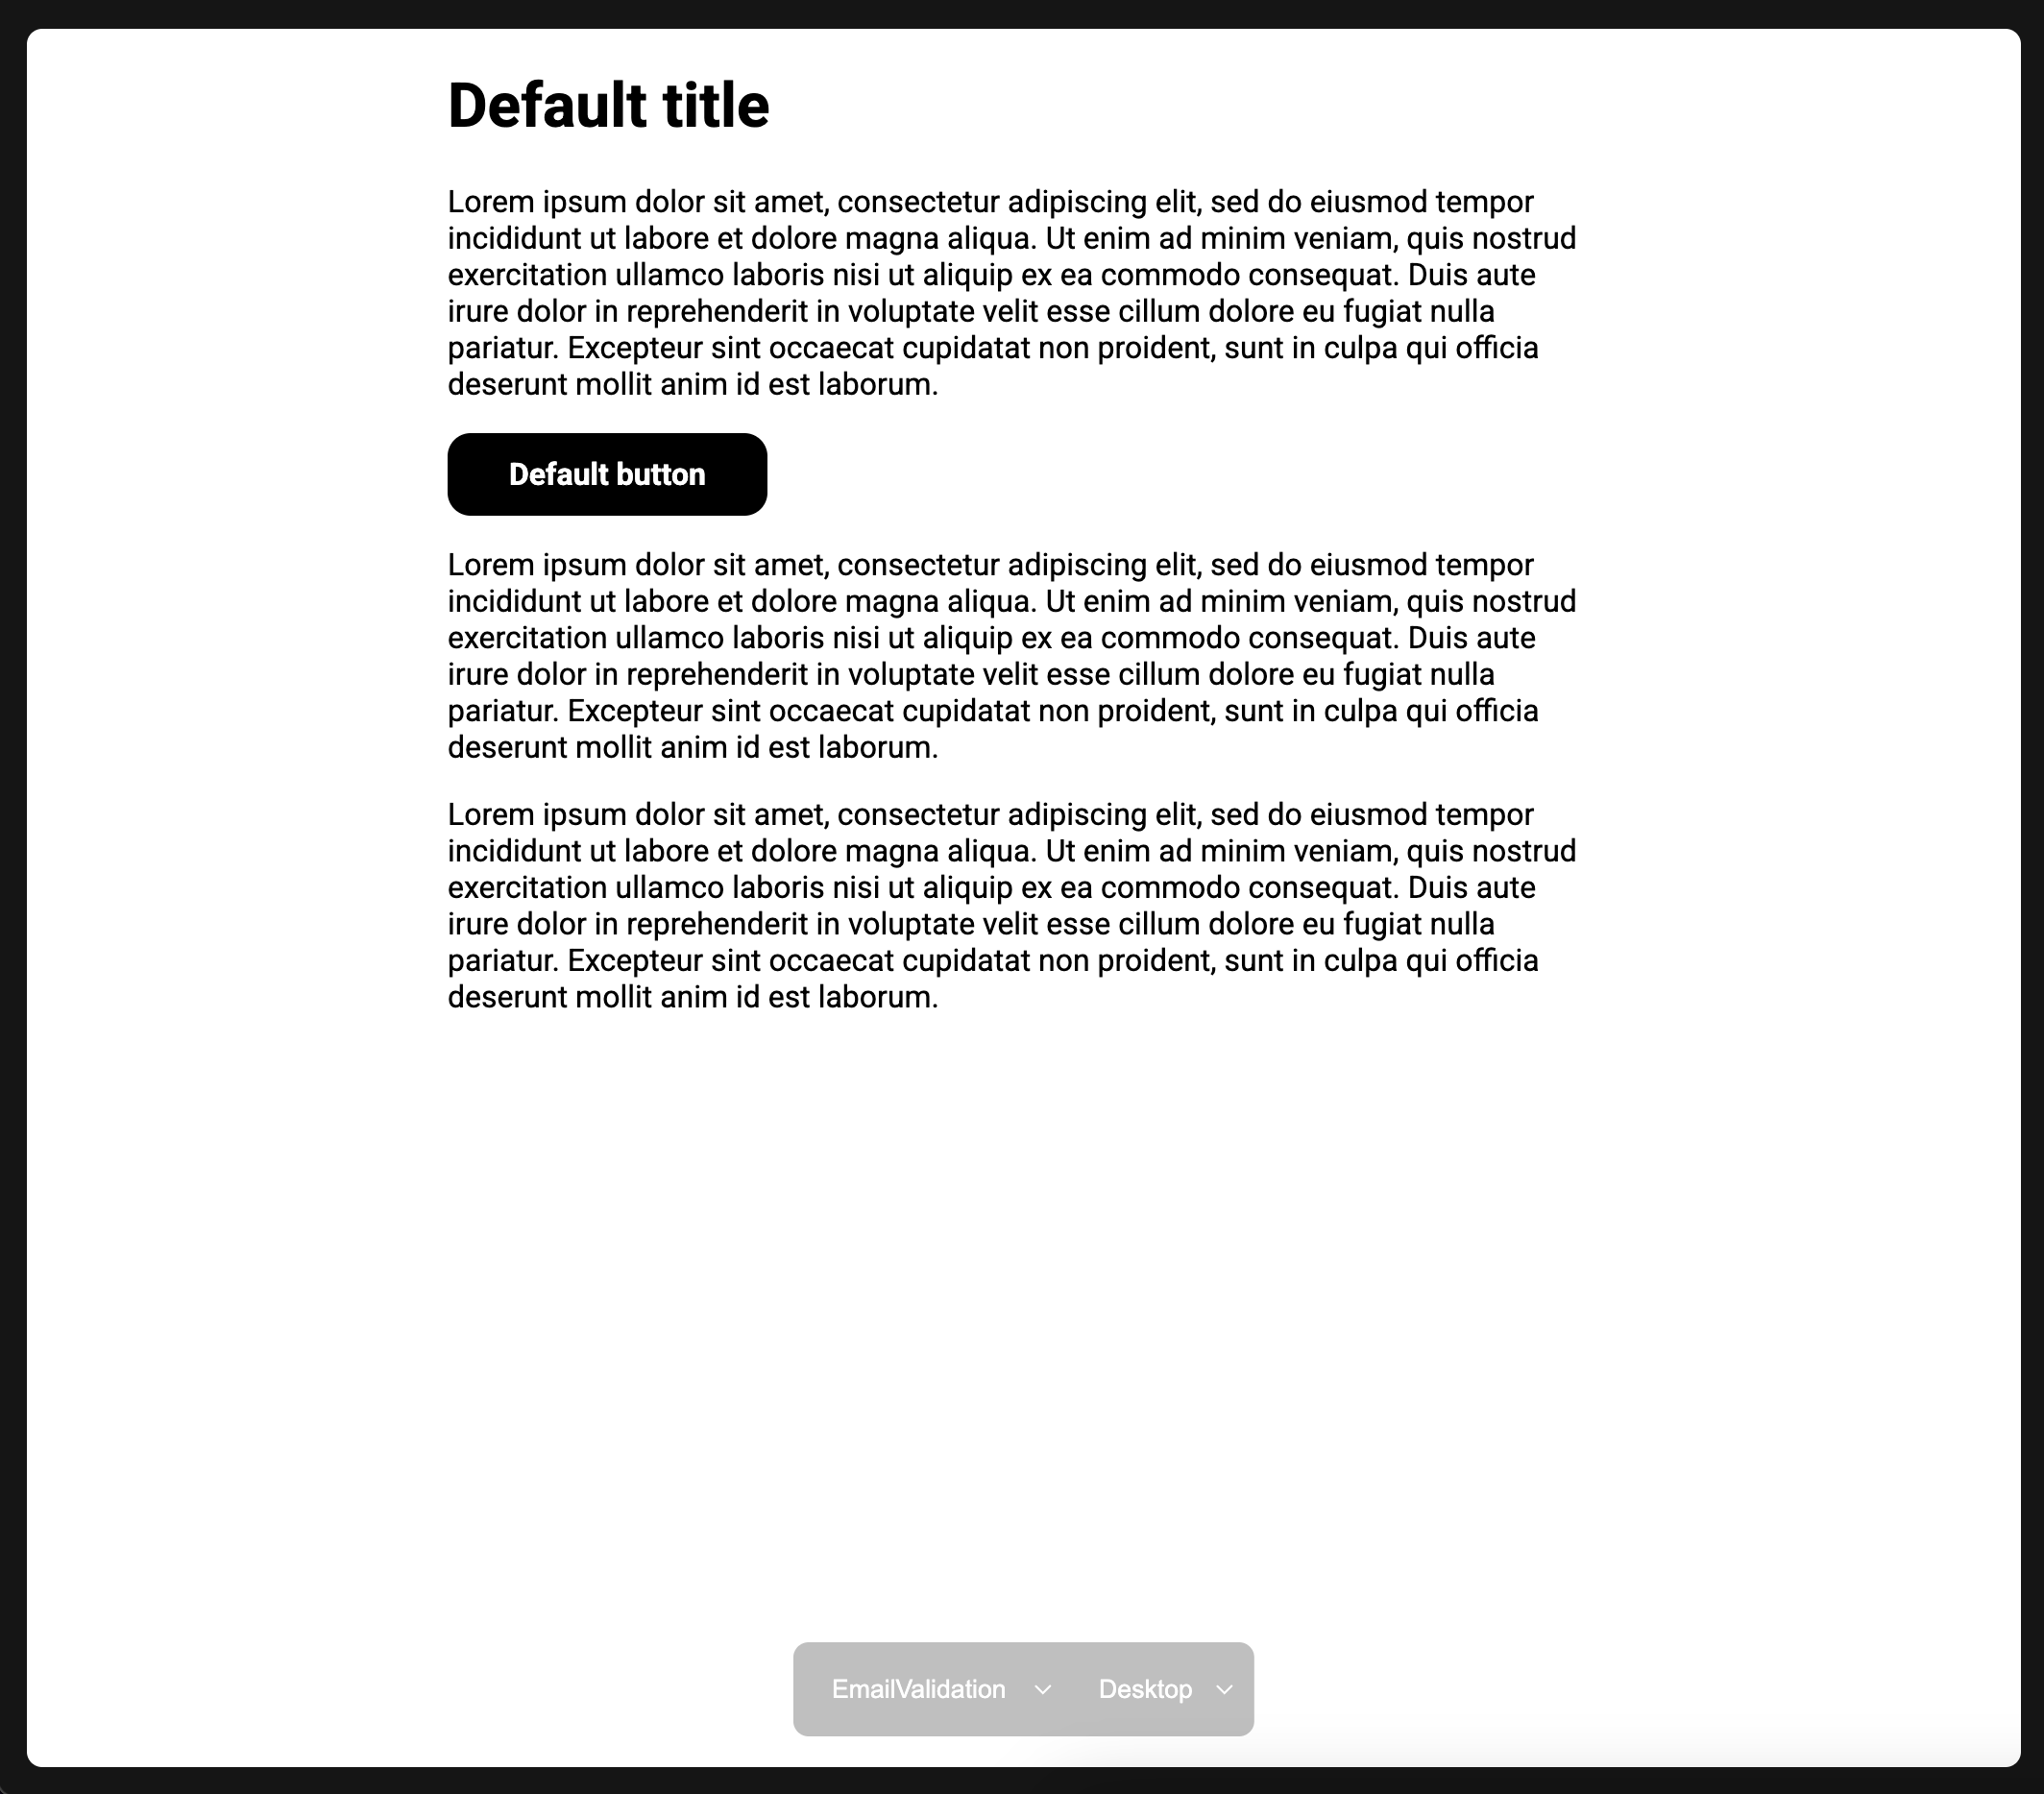 Default title
Lorem ipsum dolor sit amet, consectetur adipiscing elit, sed do eiusmod tempor
incididunt ut labore et dolore magna aliqua. Ut enim ad minim veniam, quis nostrud
exercitation ullamco laboris nisi ut aliquip ex ea commodo consequat. Duis aute
irure dolor in reprehenderit in voluptate velit esse cillum dolore eu fugiat nulla
pariatur. Excepteur sint occaecat cupidatat non proident, sunt in culpa qui officia
deserunt mollit anim id est laborum.
Default button
Lorem ipsum dolor sit amet, consectetur adipiscing elit, sed do eiusmod tempor
incididunt ut labore et dolore magna aliqua. Ut enim ad minim veniam, quis nostrud
exercitation ullamco laboris nisi ut aliquip ex ea commodo consequat. Duis aute
irure dolor in reprehenderit in voluptate velit esse cillum dolore eu fugiat nulla
pariatur. Excepteur sint occaecat cupidatat non proident, sunt in culpa qui officia
deserunt mollit anim id est laborum.
Lorem ipsum dolor sit amet, consectetur adipiscing elit, sed do eiusmod tempor
incididunt ut labore et dolore magna aliqua. Ut enim ad minim veniam, quis nostrud
exercitation ullamco laboris nisi ut aliquip ex ea commodo consequat. Duis aute
irure dolor in reprehenderit in voluptate velit esse cillum dolore eu fugiat nulla
pariatur. Excepteur sint occaecat cupidatat non proident, sunt in culpa qui officia
deserunt mollit anim id est laborum.
EmailValidation Desktop